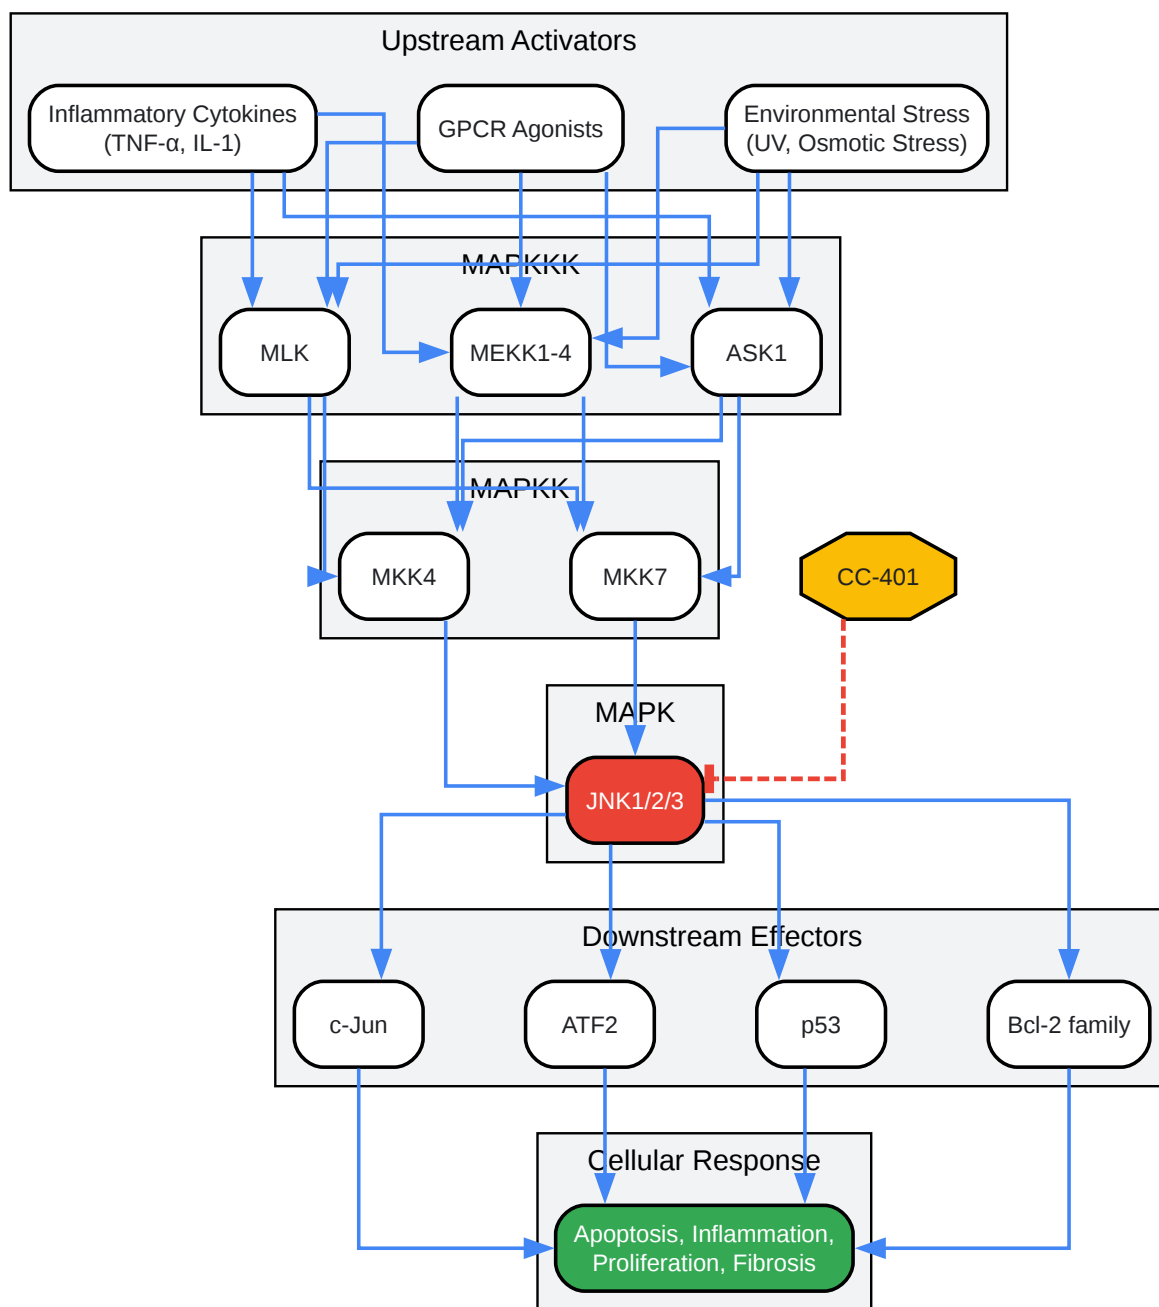 Upstream Activators
Inflammatory Cytokines
(TNF-α, IL-1)
GPCR Agonists
Environmental Stress
(UV, Osmotic Stress)
MAPKKK
MLK
MEKK1-4
ASK1
MAPKK
MKK4
MKK7
CC-401
MAPK
JNK1/2/3
Downstream Effectors
c-Jun
ATF2
p53
Bcl-2 family
Cellular Response
Apoptosis, Inflammation,
Proliferation, Fibrosis